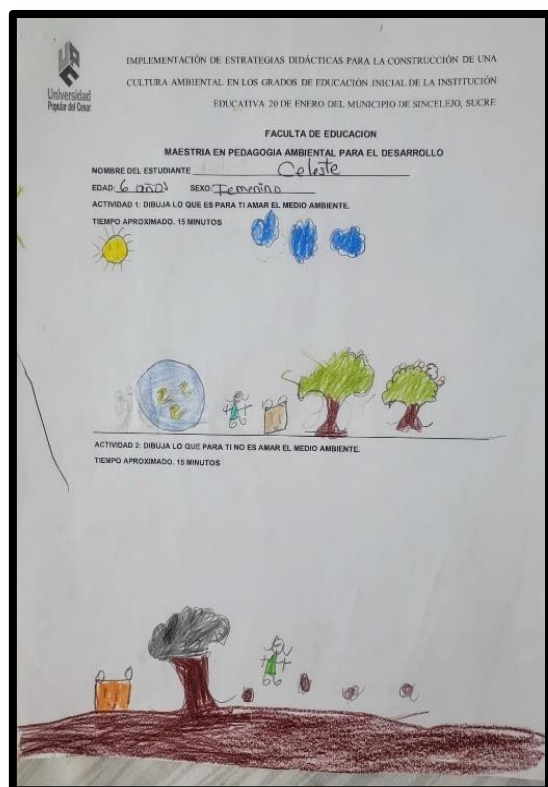 Universidad
Popular del Cesar
IMPLEMENTACIÓN DE ESTRATEGIAS DIDÁCTICAS PARA LA CONSTRUCCIÓN DE UNA
CULTURA AMBIENTAL EN LOS GRADOS DE EDUCACIÓN INICIAL DE LA INSTITUCIÓN
EDUCATIVA 20 DE ENERO DEL MUNICIPIO DE SINCELEJO, SUCRE
FACULTA DE EDUCACION
MAESTRIA EN PEDAGOGIA AMBIENTAL PARA EL DESARROLLO
NOMBRE DEL ESTUDIANTE Celeste
EDAD: 6 años SEXO: Femenino
ACTIVIDAD 1: DIBUJA LO QUE ES PARA TI AMAR EL MEDIO AMBIENTE.
TIEMPO APROXIMADO. 15 MINUTOS
ACTIVIDAD 2: DIBUJA LO QUE PARA TI NO ES AMAR EL MEDIO AMBIENTE.
TIEMPO APROXIMADO. 15 MINUTOS